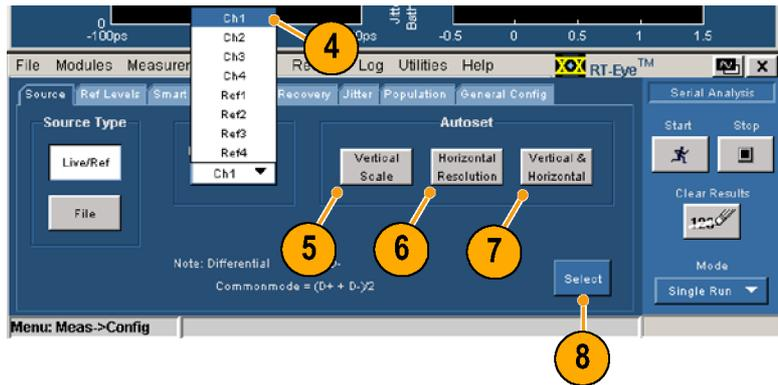 0
-100ps
0ps
Jitt
Bath
-0.5
0
0.5
1
1.5
Ch1
Ch2
Ch3
Ch4
Ref1
Ref2
Ref3
Ref4
Ch1
4
File Modules Measurer Re Log Utilities Help RT-Eye™
Source Ref Levels Smart Recovery Jitter Population General Config
Serial Analysis
Source Type
Live/Ref
File
Autoset
Vertical Scale
Horizontal Resolution
Vertical & Horizontal
5
6
7
Note: Differential D-
Commonmode = (D+ + D-)/2
Select
8
Start Stop
Clear Results
Mode
Single Run
Menu: Meas->Config